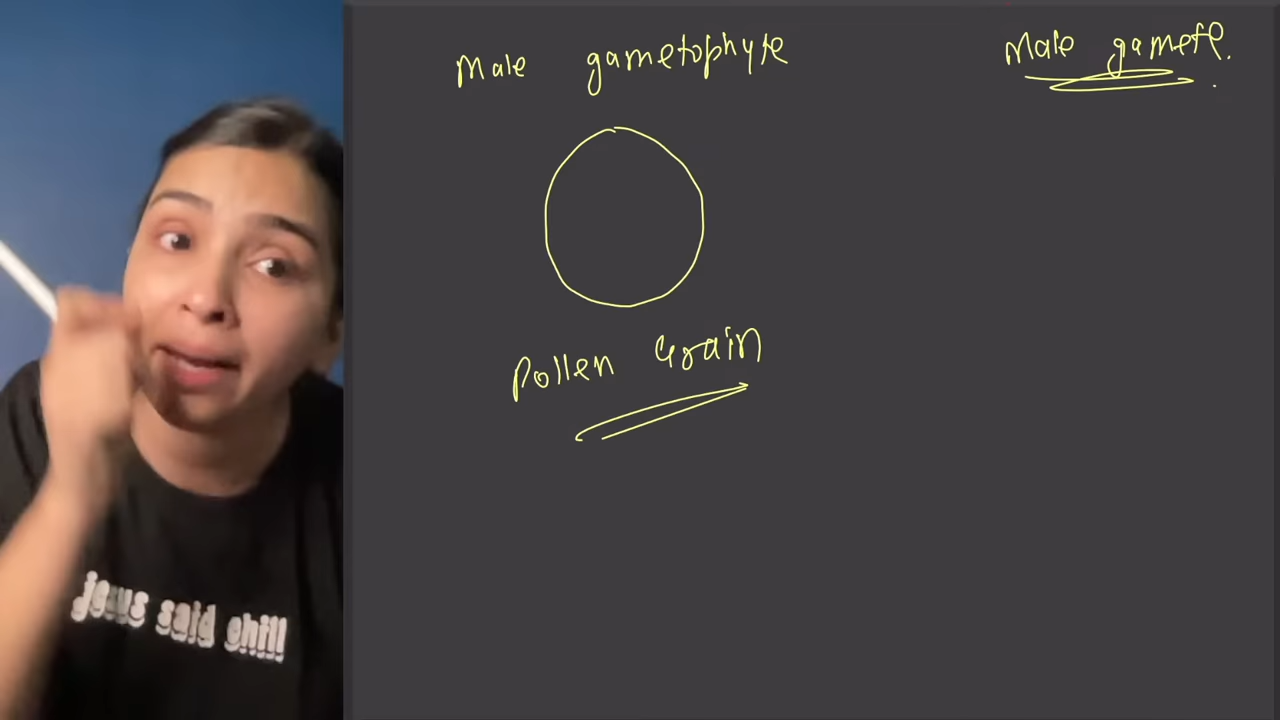 Male gametophyte
Male gamete.
Pollen Grain
jesus said chill